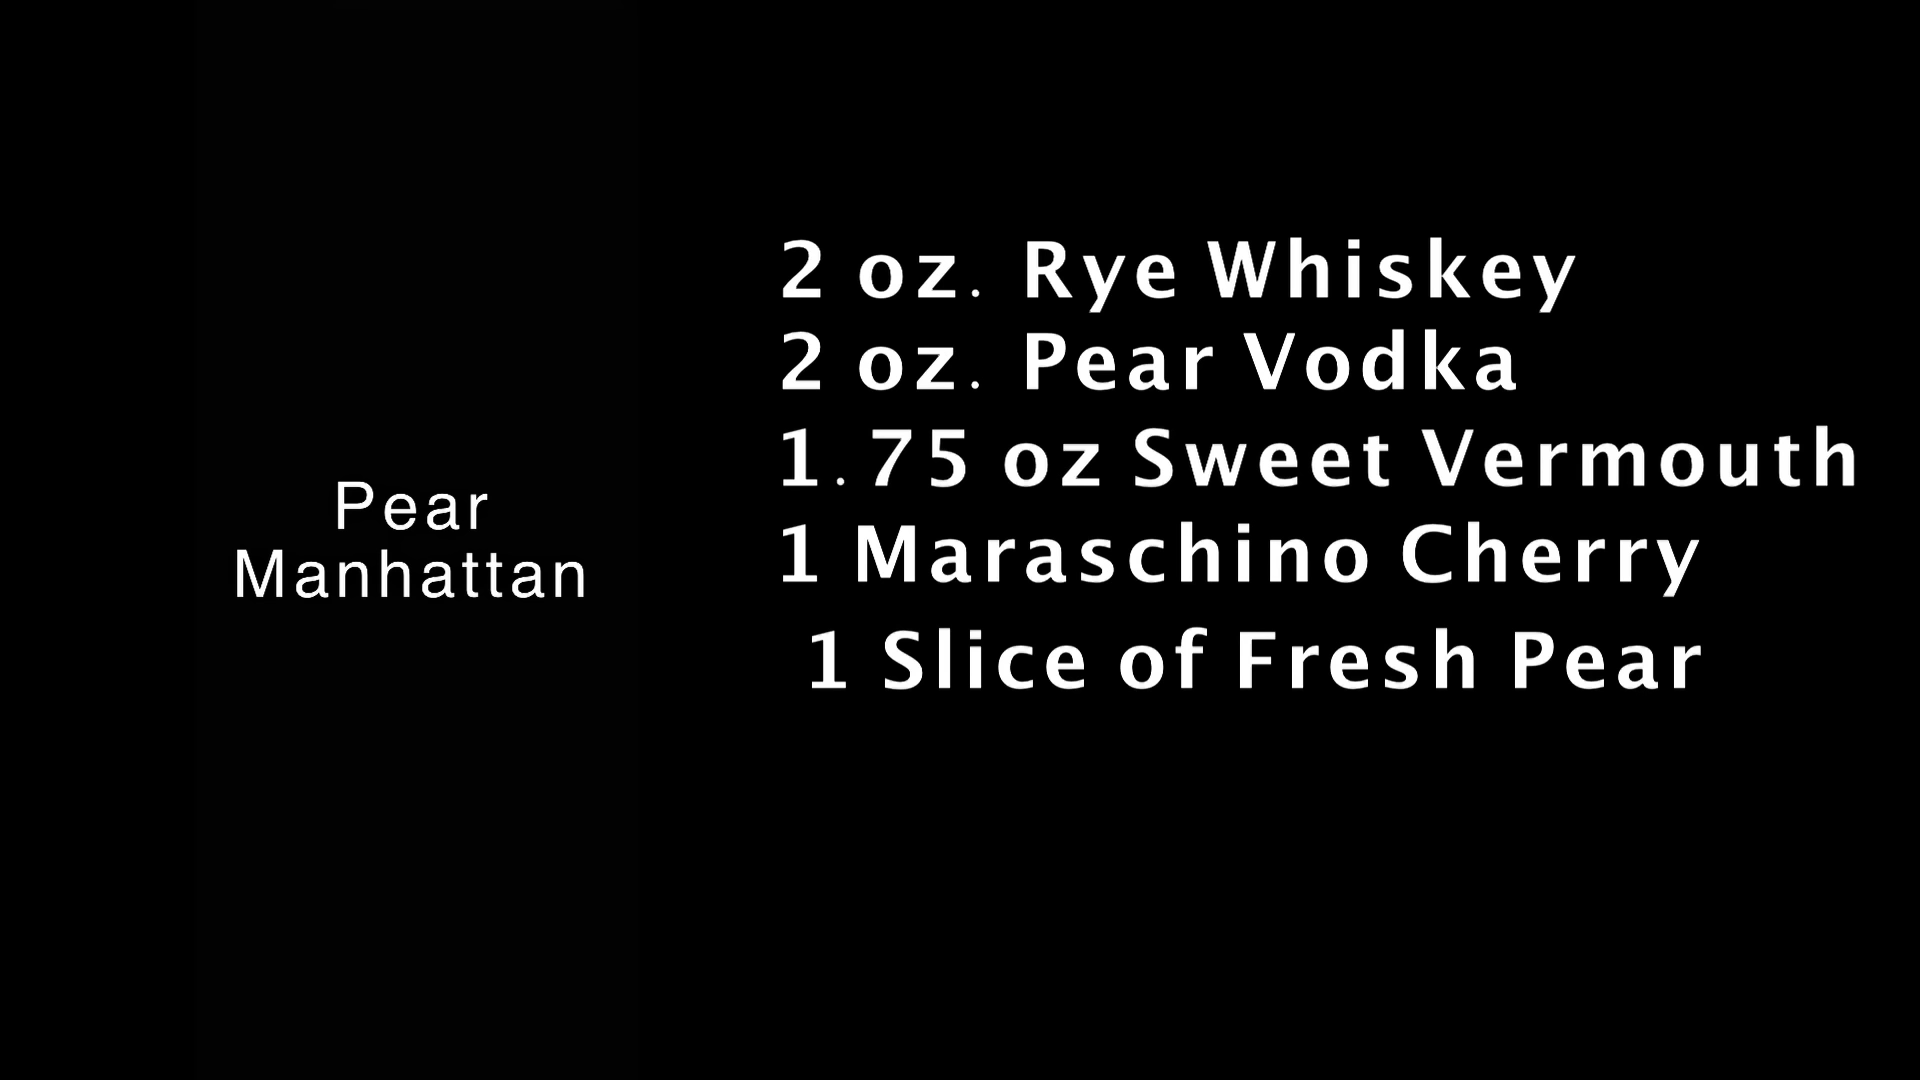 Pear
Manhattan
2 oz. Rye Whiskey
2 oz. Pear Vodka
1.75 oz Sweet Vermouth
1 Maraschino Cherry
1 Slice of Fresh Pear